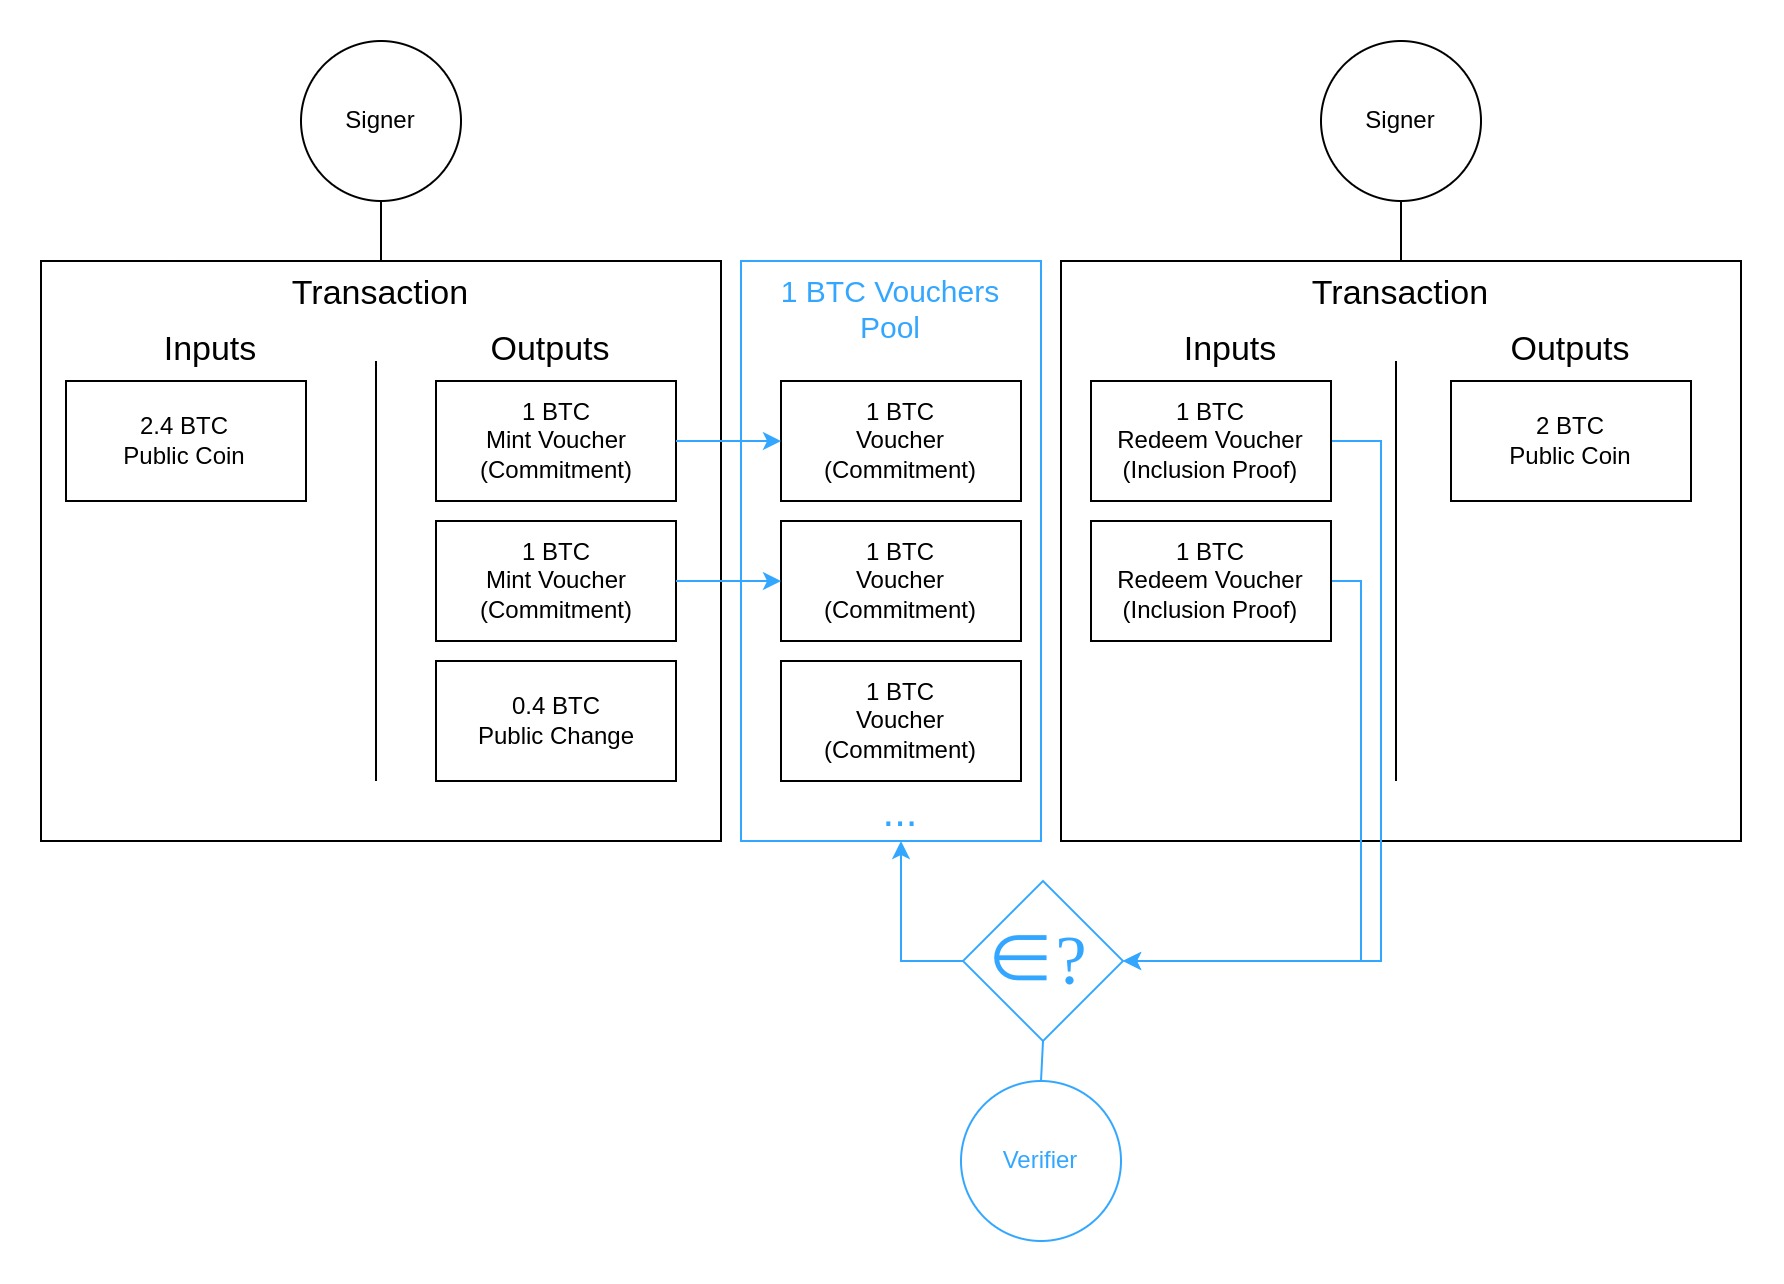 Signer
Signer
Transaction
Inputs
Outputs
2.4 BTC
Public Coin
1 BTC
Mint Voucher
(Commitment)
1 BTC
Mint Voucher
(Commitment)
0.4 BTC
Public Change
1 BTC Vouchers
Pool
1 BTC
Voucher
(Commitment)
1 BTC
Voucher
(Commitment)
1 BTC
Voucher
(Commitment)
...
Transaction
Inputs
Outputs
1 BTC
Redeem Voucher
(Inclusion Proof)
1 BTC
Redeem Voucher
(Inclusion Proof)
2 BTC
Public Coin
∈?
Verifier